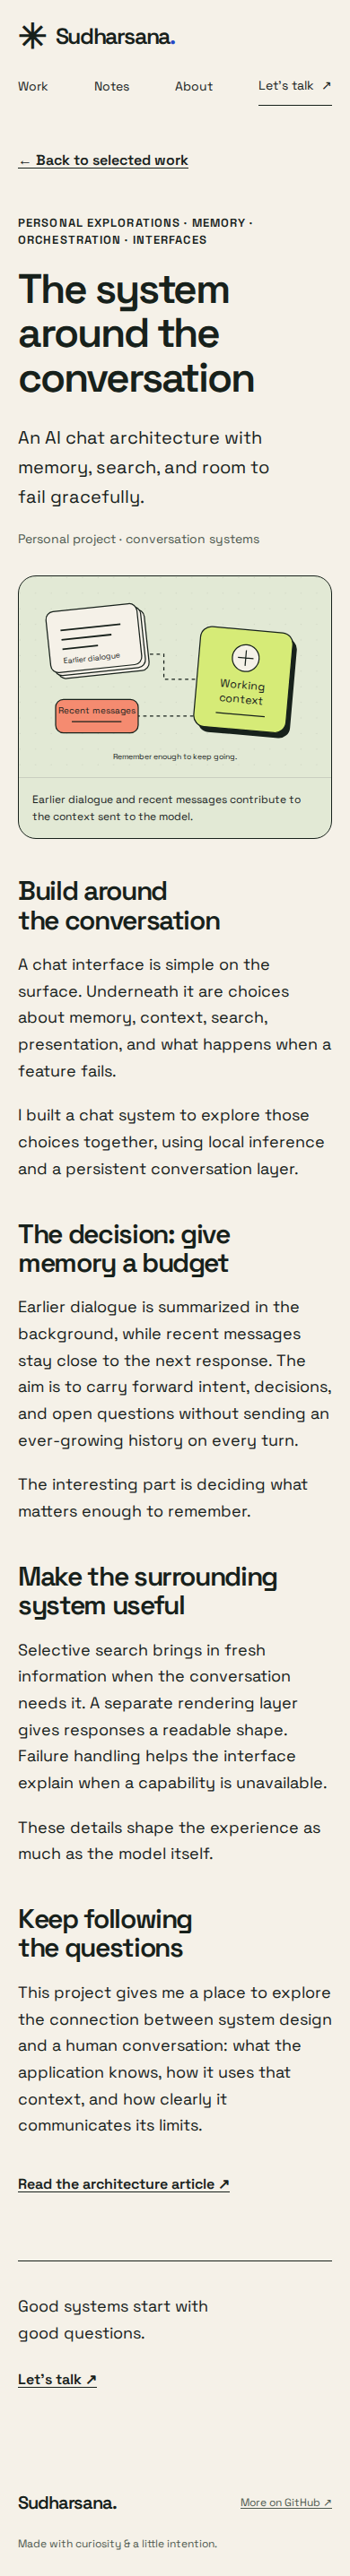 Sudharsana.
Work Notes About Let's talk ↗
← Back to selected work
PERSONAL EXPLORATIONS · MEMORY ·
ORCHESTRATION · INTERFACES
The system
around the
conversation
An AI chat architecture with
memory, search, and room to
fail gracefully.
Personal project · conversation systems
Earlier dialogue
Working
context
Recent messages
Remember enough to keep going.
Earlier dialogue and recent messages contribute to
the context sent to the model.
Build around
the conversation
A chat interface is simple on the
surface. Underneath it are choices
about memory, context, search,
presentation, and what happens when a
feature fails.
I built a chat system to explore those
choices together, using local inference
and a persistent conversation layer.
The decision: give
memory a budget
Earlier dialogue is summarized in the
background, while recent messages
stay close to the next response. The
aim is to carry forward intent, decisions,
and open questions without sending an
ever-growing history on every turn.
The interesting part is deciding what
matters enough to remember.
Make the surrounding
system useful
Selective search brings in fresh
information when the conversation
needs it. A separate rendering layer
gives responses a readable shape.
Failure handling helps the interface
explain when a capability is unavailable.
These details shape the experience as
much as the model itself.
Keep following
the questions
This project gives me a place to explore
the connection between system design
and a human conversation: what the
application knows, how it uses that
context, and how clearly it
communicates its limits.
Read the architecture article ↗
Good systems start with
good questions.
Let's talk ↗
Sudharsana. More on GitHub ↗
Made with curiosity & a little intention.